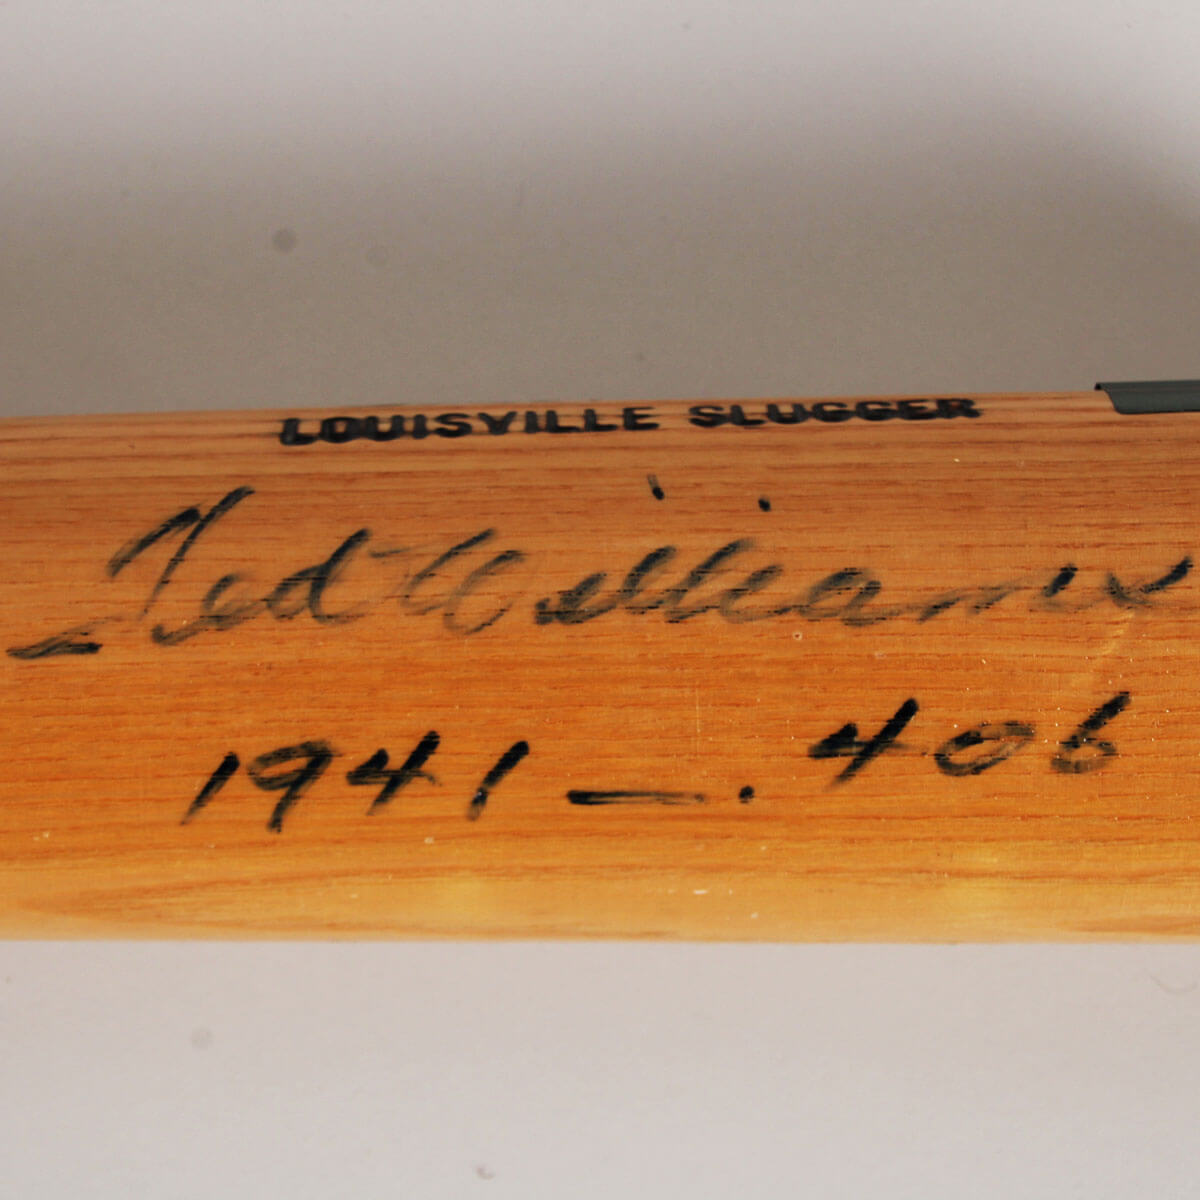 LOUISVILLE SLUGGER
Ted Williams
1941 — .406